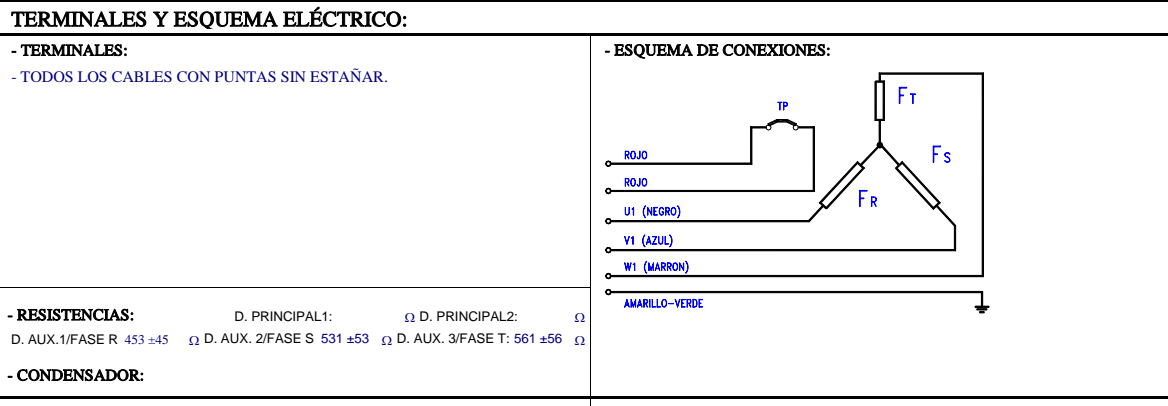 TERMINALES Y ESQUEMA ELÉCTRICO:
- TERMINALES:
- TODOS LOS CABLES CON PUNTAS SIN ESTAÑAR.
- ESQUEMA DE CONEXIONES:
TP
FT
FS
FR
ROJO
ROJO
U1 (NEGRO)
V1 (AZUL)
W1 (MARRON)
AMARILLO-VERDE
- RESISTENCIAS: D. PRINCIPAL1: Ω D. PRINCIPAL2: Ω
D. AUX.1/FASE R 453 ±45 Ω D. AUX. 2/FASE S 531 ±53 Ω D. AUX. 3/FASE T: 561 ±56 Ω
- CONDENSADOR: